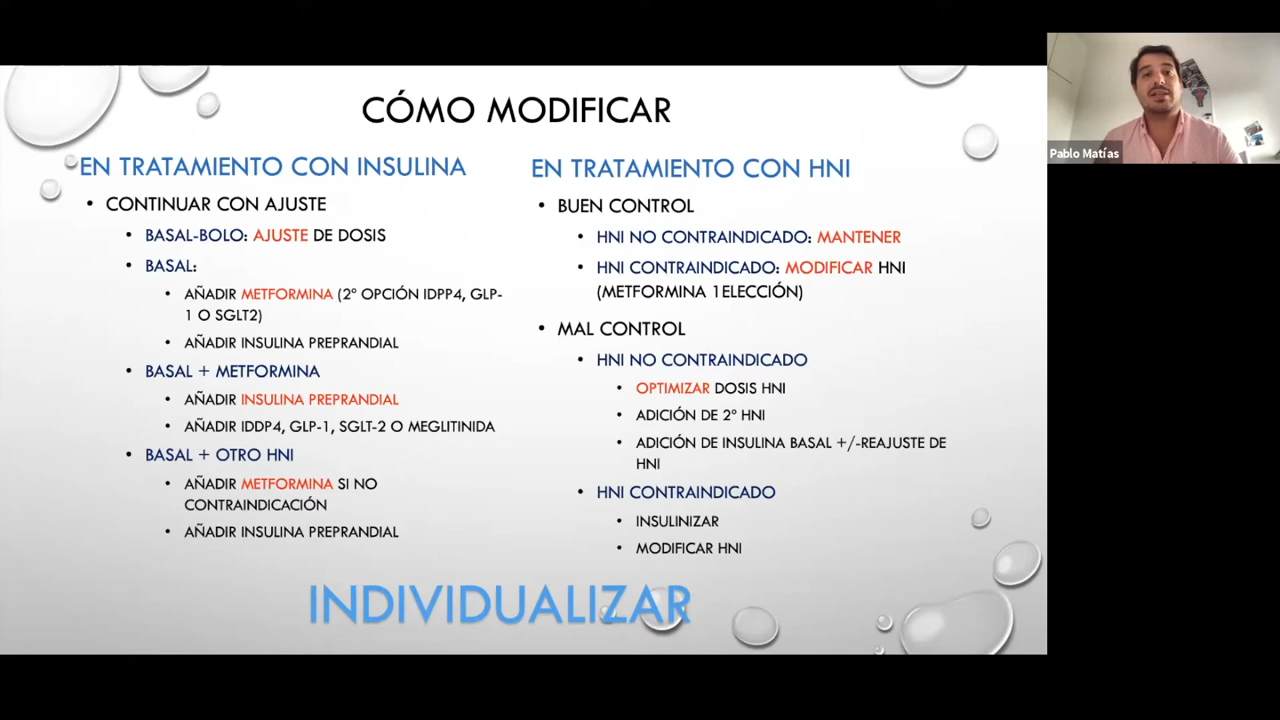 CÓMO MODIFICAR
EN TRATAMIENTO CON INSULINA
• CONTINUAR CON AJUSTE
• BASAL-BOLO: AJUSTE DE DOSIS
• BASAL:
• AÑADIR METFORMINA (2º OPCIÓN IDPP4, GLP-
1 O SGLT2)
• AÑADIR INSULINA PREPRANDIAL
• BASAL + METFORMINA
• AÑADIR INSULINA PREPRANDIAL
• AÑADIR IDDP4, GLP-1, SGLT-2 O MEGLITINIDA
• BASAL + OTRO HNI
• AÑADIR METFORMINA SI NO
CONTRAINDICACIÓN
• AÑADIR INSULINA PREPRANDIAL
EN TRATAMIENTO CON HNI
• BUEN CONTROL
• HNI NO CONTRAINDICADO: MANTENER
• HNI CONTRAINDICADO: MODIFICAR HNI
(METFORMINA 1ELECCIÓN)
• MAL CONTROL
• HNI NO CONTRAINDICADO
• OPTIMIZAR DOSIS HNI
• ADICIÓN DE 2º HNI
• ADICIÓN DE INSULINA BASAL +/-REAJUSTE DE
HNI
• HNI CONTRAINDICADO
• INSULINIZAR
• MODIFICAR HNI
INDIVIDUALIZAR
Pablo Matías